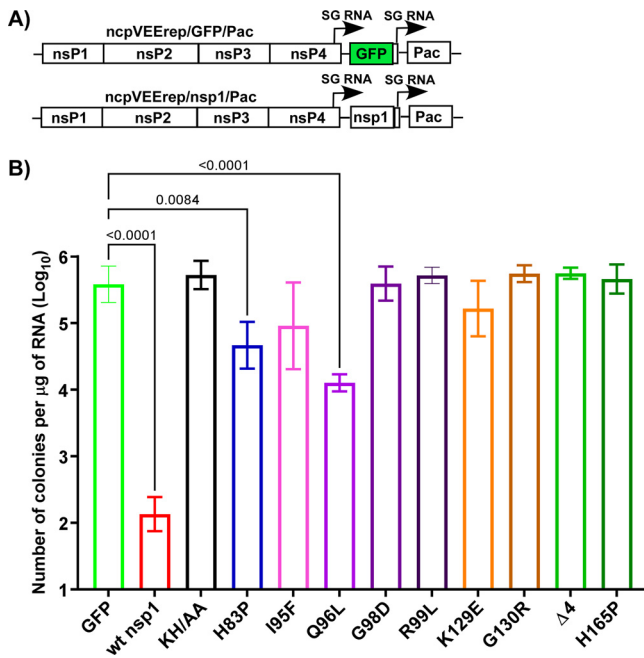 A)
ncpVEErep/GFP/Pac
SG RNA SG RNA
nsP1 nsP2 nsP3 nsP4 GFP Pac
ncpVEErep/nsp1/Pac
SG RNA SG RNA
nsP1 nsP2 nsP3 nsP4 nsp1 Pac
B)
<0.0001
0.0084
<0.0001
Number of colonies per µg of RNA (Log10)
6
5
4
3
2
1
GFP
wt nsp1
KH/AA
H83P
I95F
Q96L
G98D
R99L
K129E
G130R
Δ4
H165P